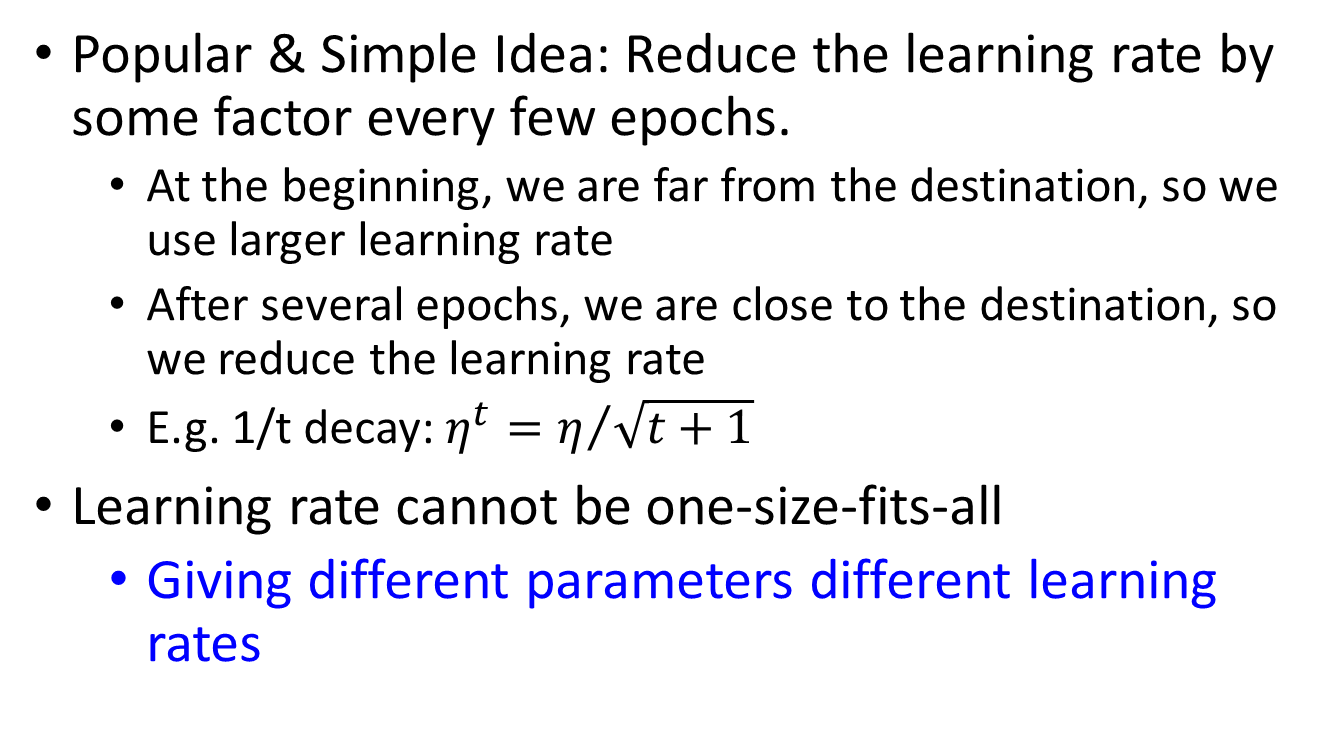 • Popular & Simple Idea: Reduce the learning rate by
some factor every few epochs.
• At the beginning, we are far from the destination, so we
use larger learning rate
• After several epochs, we are close to the destination, so
we reduce the learning rate
• E.g. 1/t decay: ηᵗ = η/√(t + 1)
• Learning rate cannot be one-size-fits-all
• Giving different parameters different learning
rates